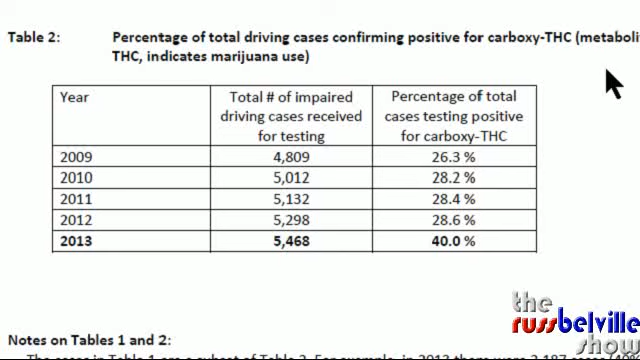 Table 2: Percentage of total driving cases confirming positive for carboxy-THC
THC, indicates marijuana use)
Year Total # of impaired driving cases received for testing Percentage of total cases testing positive for carboxy-THC
2009 4,809 26.3 %
2010 5,012 28.2 %
2011 5,132 28.4 %
2012 5,298 28.6 %
2013 5,468 40.0 %
the
russbelville
show
Notes on Tables 1 and 2: